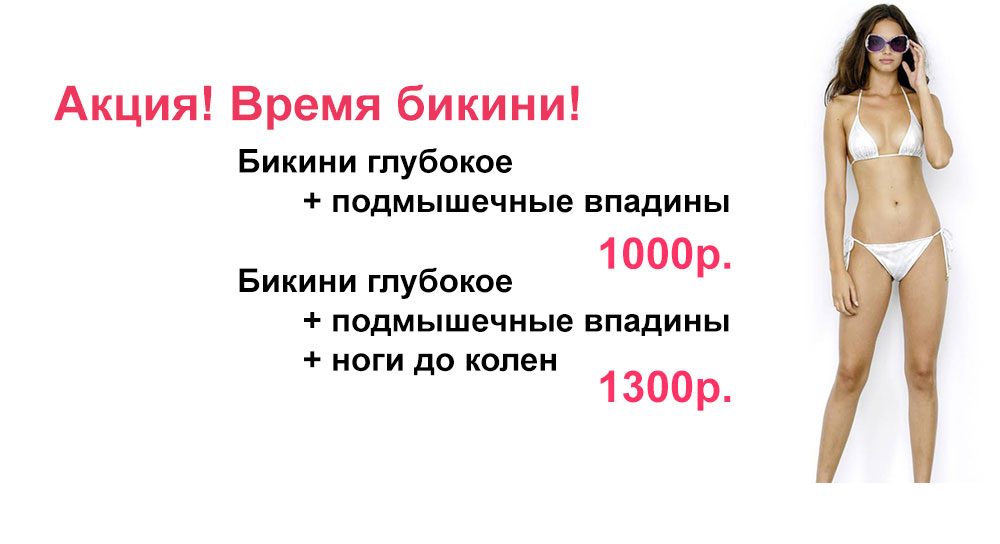 Акция! Время бикини!
Бикини глубокое
+ подмышечные впадины
1000р.
Бикини глубокое
+ подмышечные впадины
+ ноги до колен
1300р.